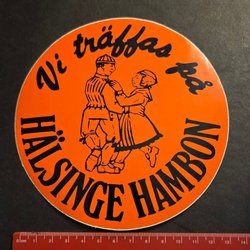 Vi träffas på
HÄLSINGE HAMBON